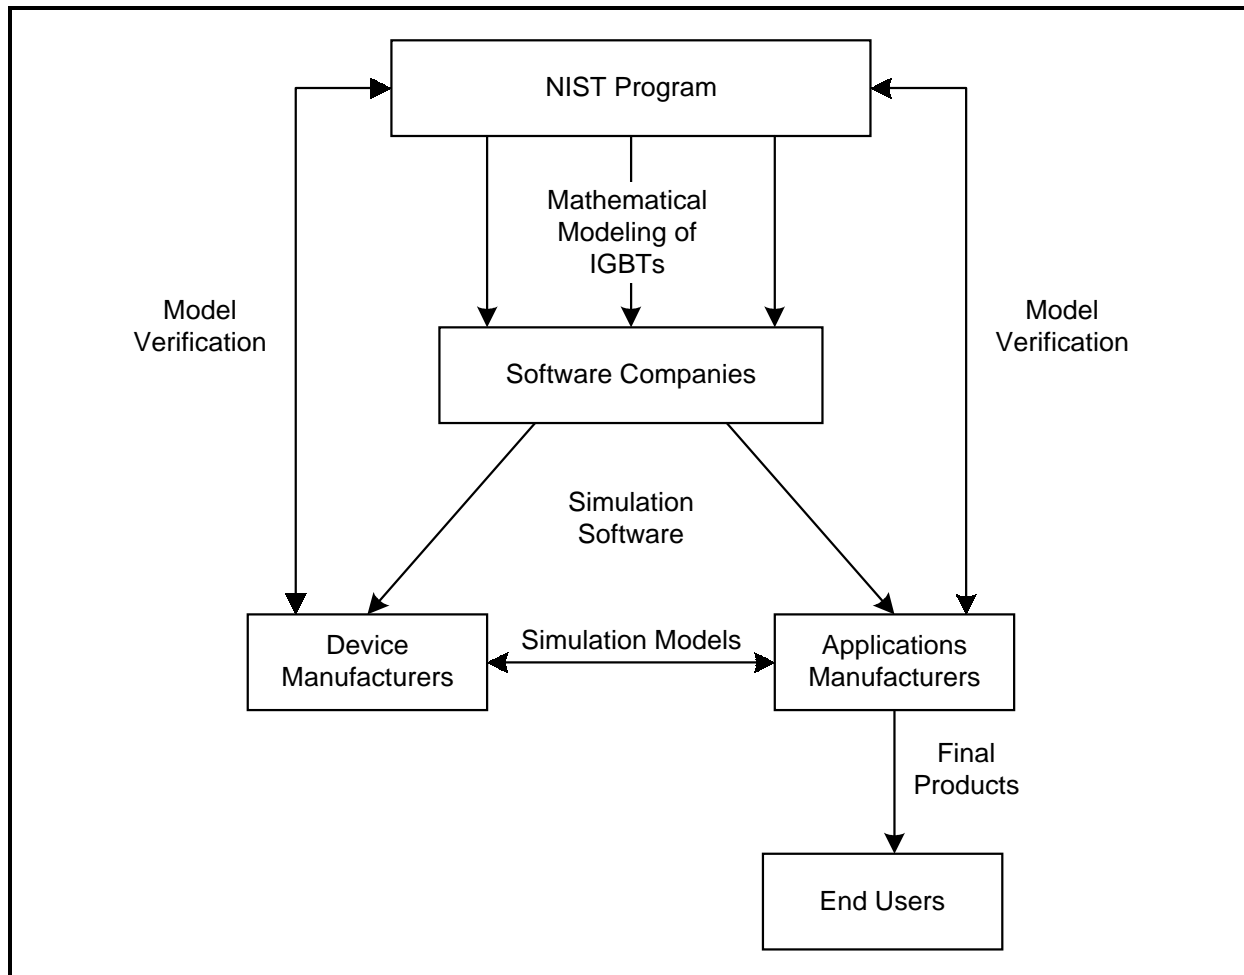 NIST Program
Mathematical
Modeling of
IGBTs
Model
Verification
Model
Verification
Software Companies
Simulation
Software
Device
Manufacturers
Simulation Models
Applications
Manufacturers
Final
Products
End Users